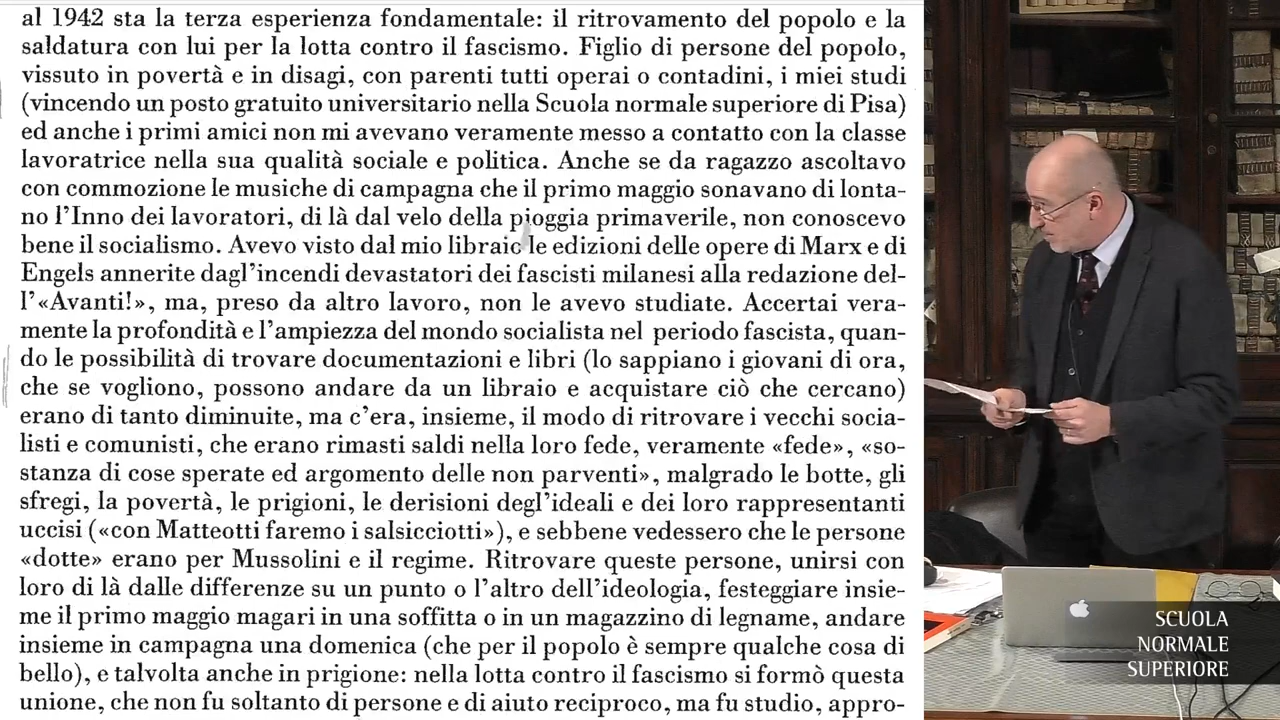 al 1942 sta la terza esperienza fondamentale: il ritrovamento del popolo e la
saldatura con lui per la lotta contro il fascismo. Figlio di persone del popolo,
vissuto in povertà e in disagi, con parenti tutti operai o contadini, i miei studi
(vincendo un posto gratuito universitario nella Scuola normale superiore di Pisa)
ed anche i primi amici non mi avevano veramente messo a contatto con la classe
lavoratrice nella sua qualità sociale e politica. Anche se da ragazzo ascoltavo
con commozione le musiche di campagna che il primo maggio sonavano di lonta-
no l'Inno dei lavoratori, di là dal velo della pioggia primaverile, non conoscevo
bene il socialismo. Avevo visto dal mio libraio le edizioni delle opere di Marx e di
Engels annerite dagl'incendi devastatori dei fascisti milanesi alla redazione del-
l'«Avanti!», ma, preso da altro lavoro, non le avevo studiate. Accertai vera-
mente la profondità e l'ampiezza del mondo socialista nel periodo fascista, quan-
do le possibilità di trovare documentazioni e libri (lo sappiano i giovani di ora,
che se vogliono, possono andare da un libraio e acquistare ciò che cercano)
erano di tanto diminuite, ma c'era, insieme, il modo di ritrovare i vecchi socia-
listi e comunisti, che erano rimasti saldi nella loro fede, veramente «fede», «so-
stanza di cose sperate ed argomento delle non parventi», malgrado le botte, gli
sfregi, la povertà, le prigioni, le derisioni degl'ideali e dei loro rappresentanti
uccisi («con Matteotti faremo i salsicciotti»), e sebbene vedessero che le persone
«dotte» erano per Mussolini e il regime. Ritrovare queste persone, unirsi con
loro di là dalle differenze su un punto o l'altro dell'ideologia, festeggiare insie-
me il primo maggio magari in una soffitta o in un magazzino di legname, andare
insieme in campagna una domenica (che per il popolo è sempre qualche cosa di
bello), e talvolta anche in prigione: nella lotta contro il fascismo si formò questa
unione, che non fu soltanto di persone e di aiuto reciproco, ma fu studio, appro-
SCUOLA
NORMALE
SUPERIORE